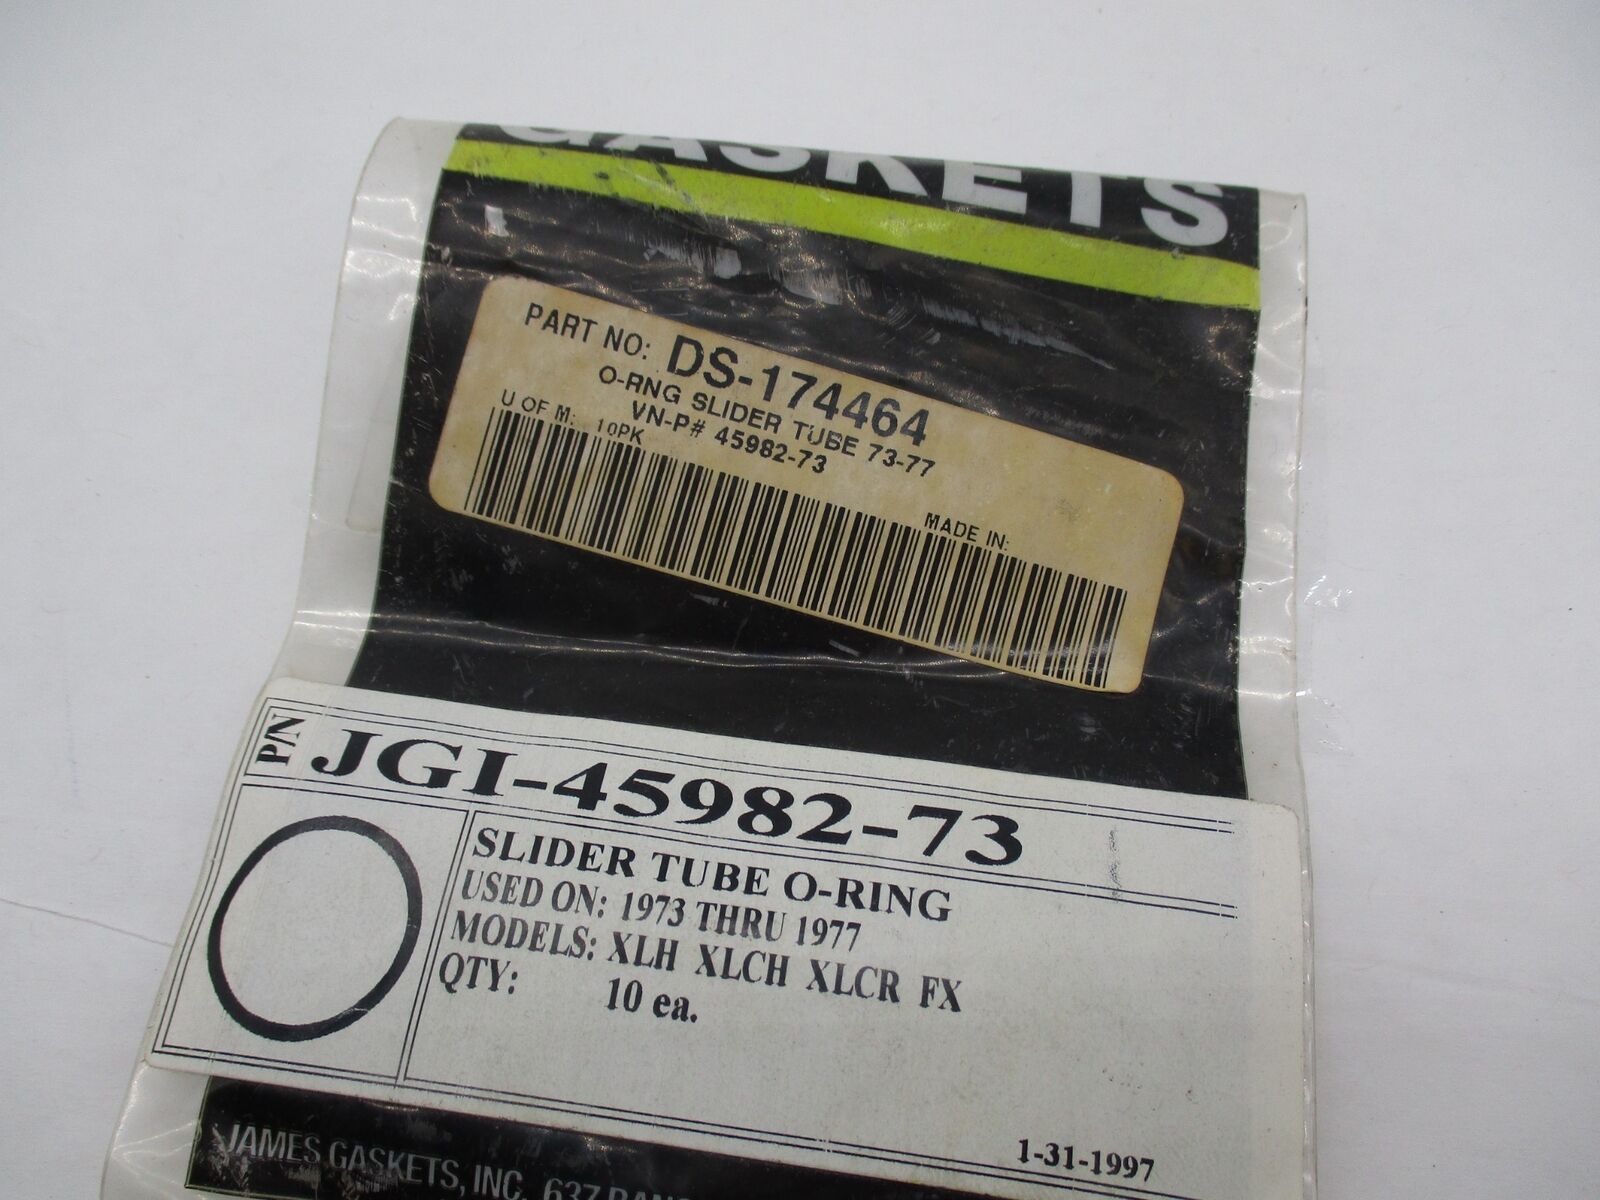 GASKETS
PART NO: DS-174464
O-RNG SLIDER TUBE 73-77
VN-P# 45982-73
U OF M: 10PK
MADE IN:
P/N JGI-45982-73
SLIDER TUBE O-RING
USED ON: 1973 THRU 1977
MODELS: XLH XLCH XLCR FX
QTY: 10 ea.
1-31-1997
JAMES GASKETS, INC. 637